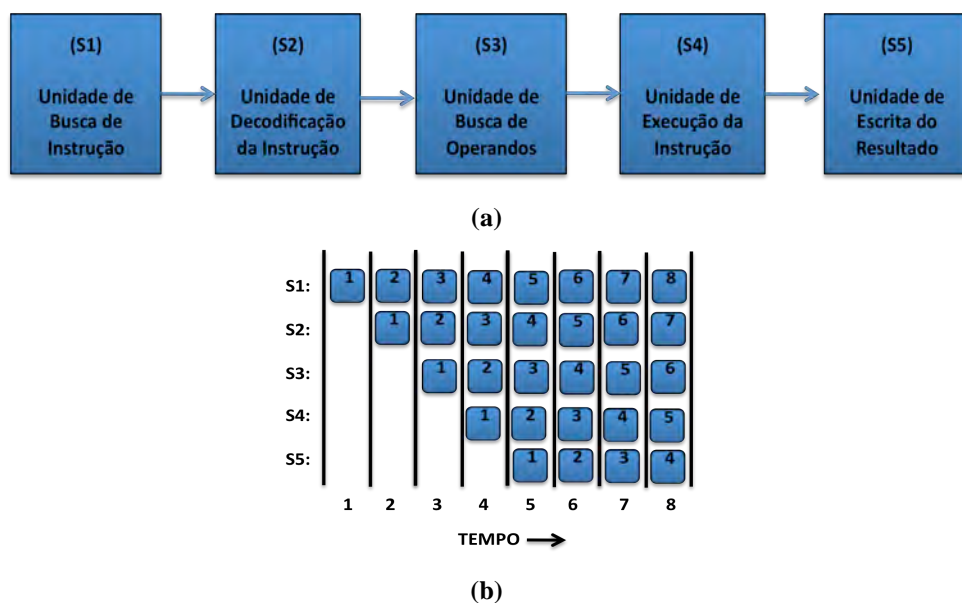 (S1) (S2) (S3) (S4) (S5)
Unidade de Busca de Instrução
Unidade de Decodificação da Instrução
Unidade de Busca de Operandos
Unidade de Execução da Instrução
Unidade de Escrita do Resultado
(a)
S1: 1 2 3 4 5 6 7 8
S2: 1 2 3 4 5 6 7
S3: 1 2 3 4 5 6
S4: 1 2 3 4 5
S5: 1 2 3 4
1 2 3 4 5 6 7 8
TEMPO
(b)